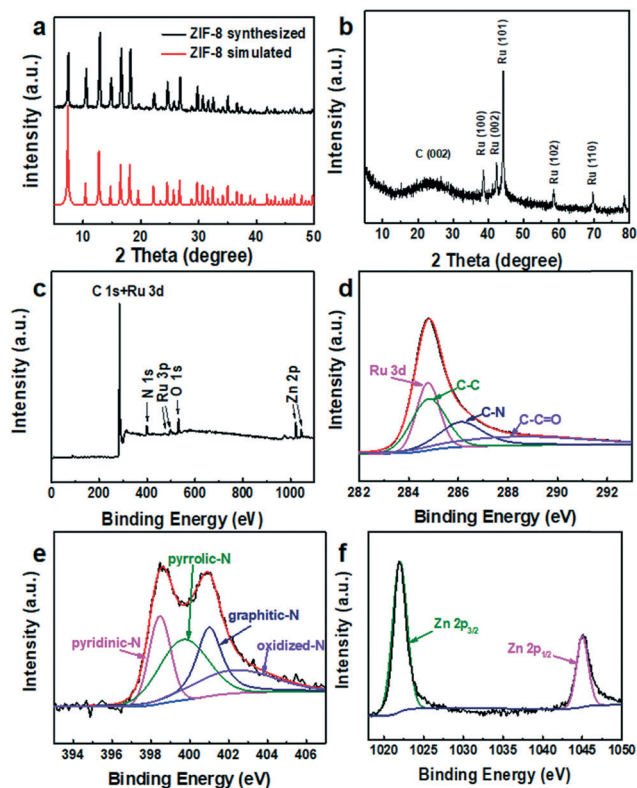 a
ZIF-8 synthesized
ZIF-8 simulated
intensity (a.u.)
10 20 30 40 50
2 Theta (degree)
b
C (002)
Ru (100)
Ru (002)
Ru (101)
Ru (102)
Ru (110)
Intensity (a.u.)
10 20 30 40 50 60 70 80
2 Theta (degree)
c
C 1s+Ru 3d
N 1s
Ru 3p
O 1s
Zn 2p
Intensity (a.u.)
0 200 400 600 800 1000
Binding Energy (eV)
d
Ru 3d
C-C
C-N
C-C=O
Intensity (a.u.)
282 284 286 288 290 292
Binding Energy (eV)
e
pyrrolic-N
pyridinic-N
graphitic-N
oxidized-N
Intensity (a.u.)
394 396 398 400 402 404 406
Binding Energy (eV)
f
Zn 2p3/2
Zn 2p1/2
Intensity (a.u.)
1020 1025 1030 1035 1040 1045 1050
Binding Energy (eV)